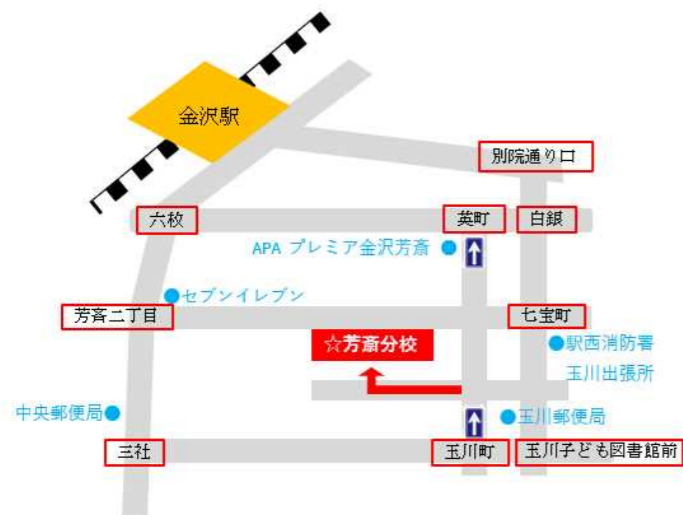 金沢駅
別院通り口
六枚
英町
白銀
APA プレミア金沢芳斎
セブンイレブン
芳斉二丁目
七宝町
☆芳斎分校
駅西消防署
玉川出張所
中央郵便局
玉川郵便局
三社
玉川町
玉川子ども図書館前